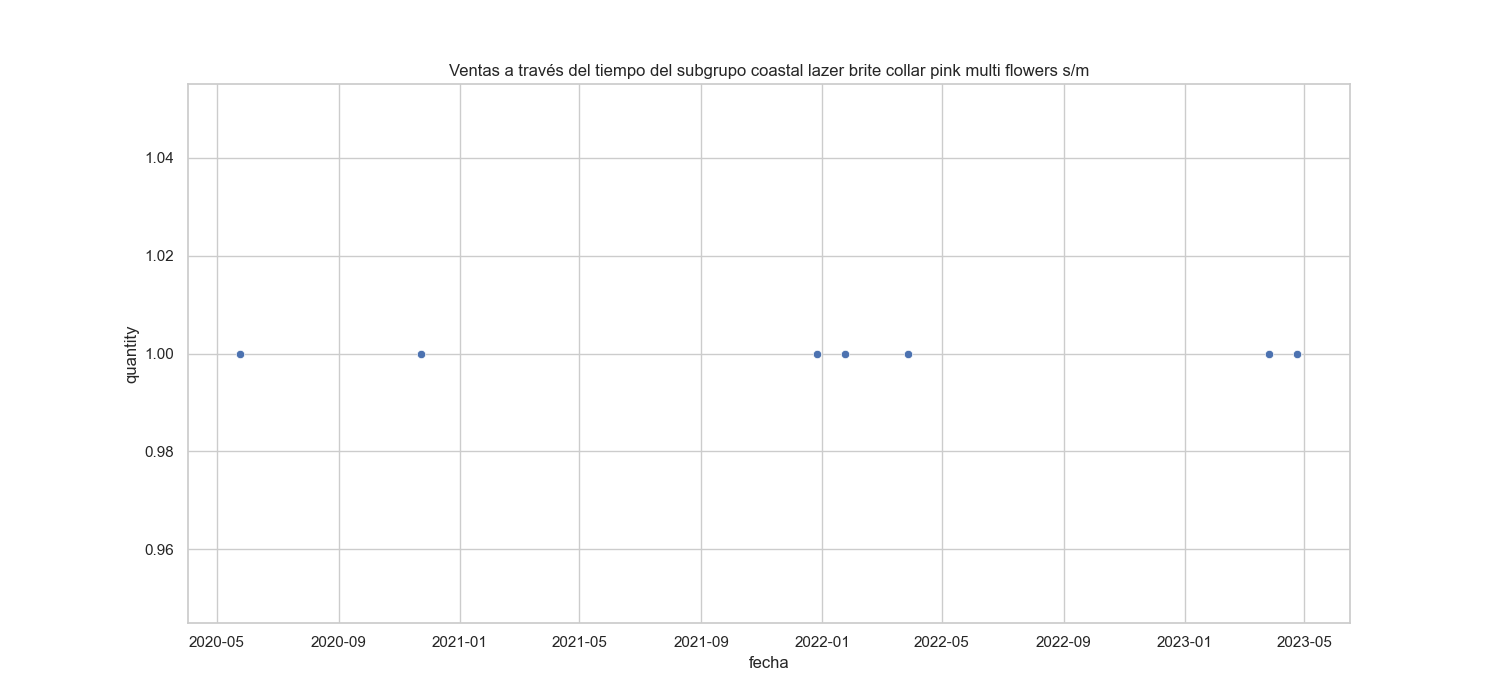 Ventas a través del tiempo del subgrupo coastal lazer brite collar pink multi flowers s/m
1.04
1.02
1.00
0.98
0.96
quantity
2020-05 2020-09 2021-01 2021-05 2021-09 2022-01 2022-05 2022-09 2023-01 2023-05
fecha